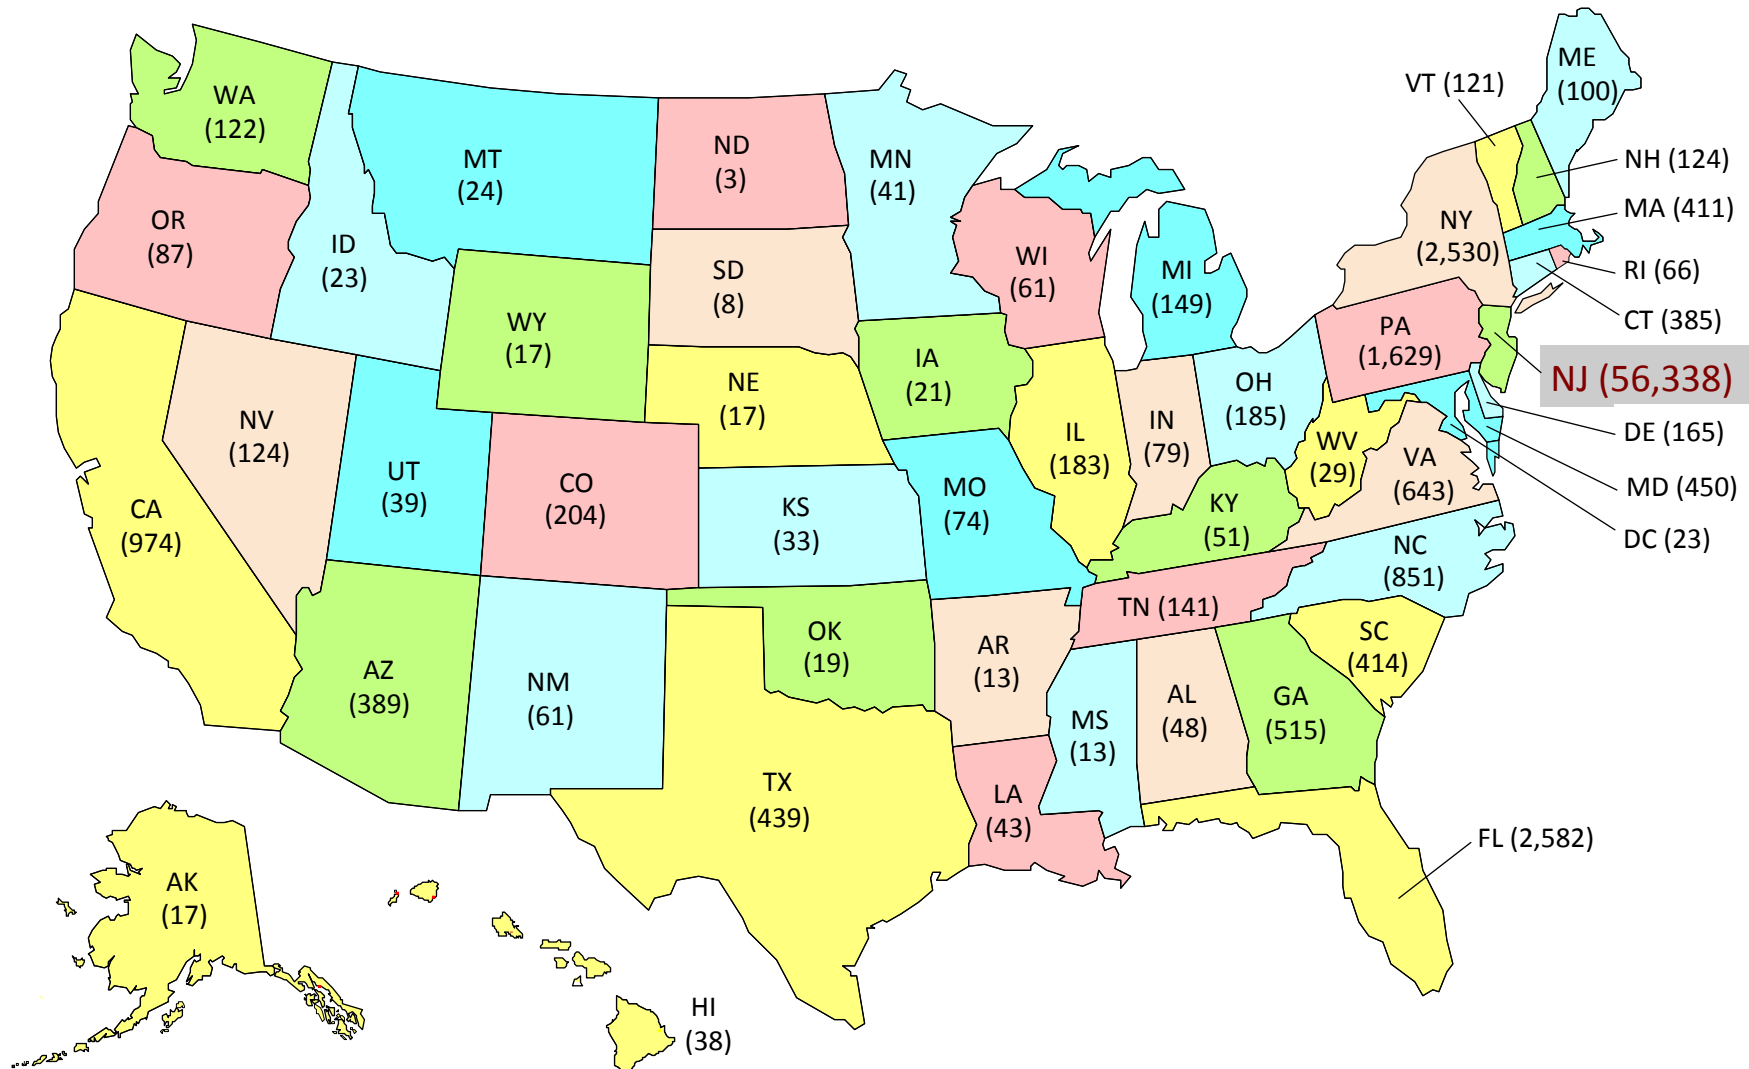 WA
(122)
OR
(87)
CA
(974)
NV
(124)
ID
(23)
MT
(24)
WY
(17)
UT
(39)
AZ
(389)
CO
(204)
NM
(61)
ND
(3)
SD
(8)
NE
(17)
KS
(33)
OK
(19)
TX
(439)
MN
(41)
IA
(21)
MO
(74)
AR
(13)
LA
(43)
WI
(61)
IL
(183)
MI
(149)
IN
(79)
OH
(185)
KY
(51)
TN (141)
MS
(13)
AL
(48)
GA
(515)
SC
(414)
NC
(851)
VA
(643)
WV
(29)
PA
(1,629)
NY
(2,530)
VT (121)
ME
(100)
NH (124)
MA (411)
RI (66)
CT (385)
NJ (56,338)
DE (165)
MD (450)
DC (23)
FL (2,582)
AK
(17)
HI
(38)